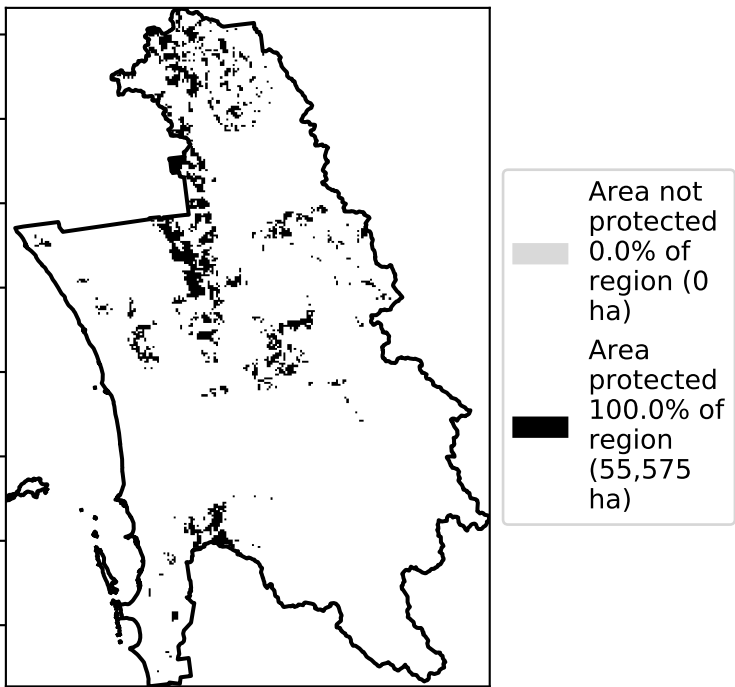 Area not
protected
0.0% of
region (0
ha)
Area
protected
100.0% of
region
(55,575
ha)